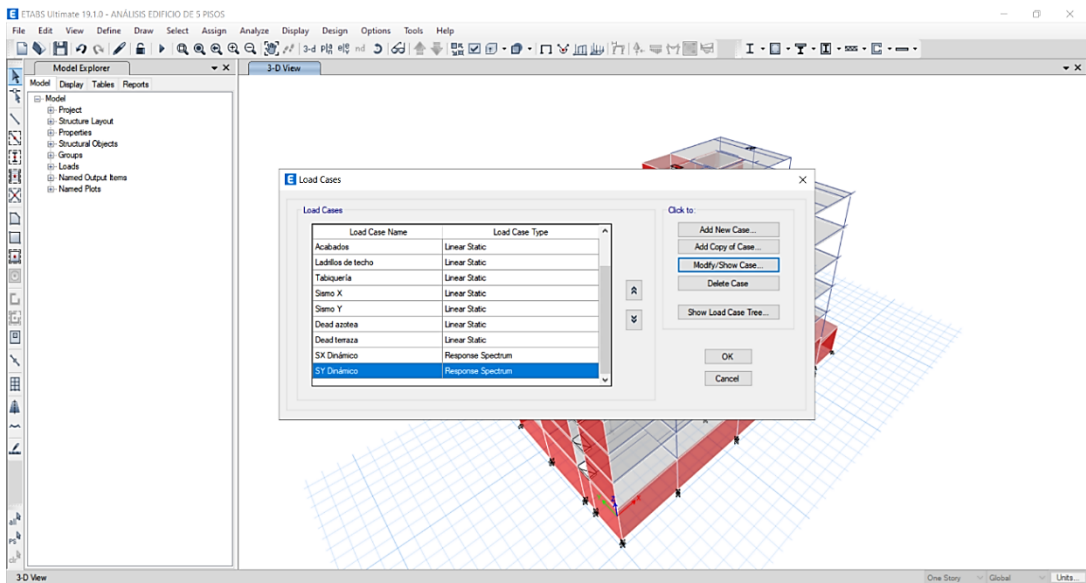 ETABS Ultimate 19.1.0 - ANÁLISIS EDIFICIO DE 5 PISOS
File Edit View Define Draw Select Assign Analyze Display Design Options Tools Help
3-d
nd
Model Explorer
3-D View
Model Display Tables Reports
Model
Project
Structure Layout
Properties
Structural Objects
Groups
Loads
Named Output Items
Named Plots
Load Cases
Load Cases
Click to:
Load Case Name Load Case Type
Acabados Linear Static
Ladrillos de techo Linear Static
Tabiquería Linear Static
Sismo X Linear Static
Sismo Y Linear Static
Dead azotea Linear Static
Dead terraza Linear Static
SX Dinámico Response Spectrum
SY Dinámico Response Spectrum
Add New Case...
Add Copy of Case...
Modify/Show Case...
Delete Case
Show Load Case Tree...
OK
Cancel
all
ps
clr
3-D View
One Story Global Units...